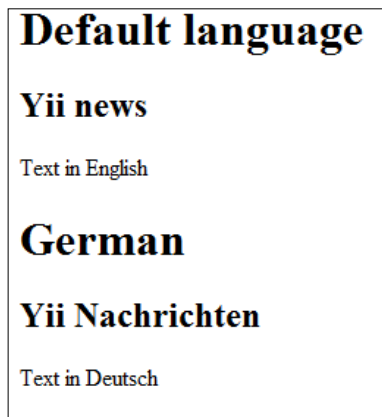 Default language
Yii news
Text in English
German
Yii Nachrichten
Text in Deutsch